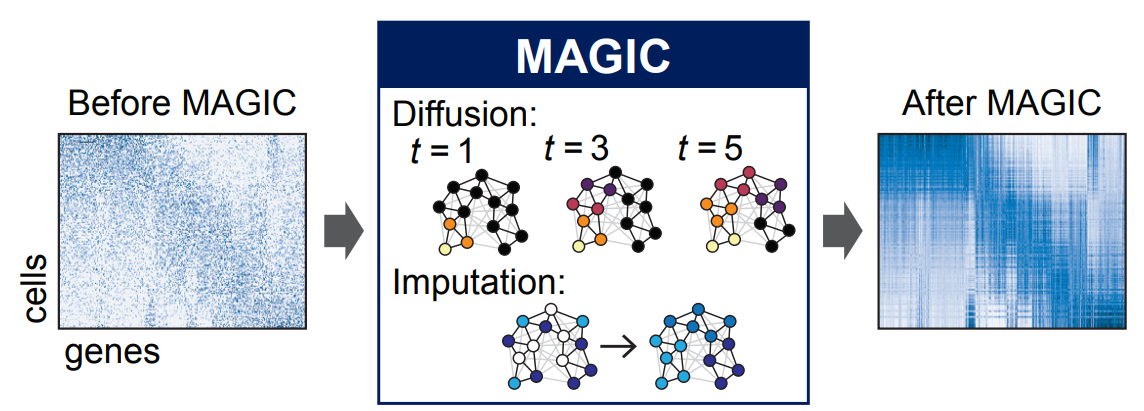 Before MAGIC
cells
genes
MAGIC
Diffusion:
t = 1
t = 3
t = 5
Imputation:
After MAGIC